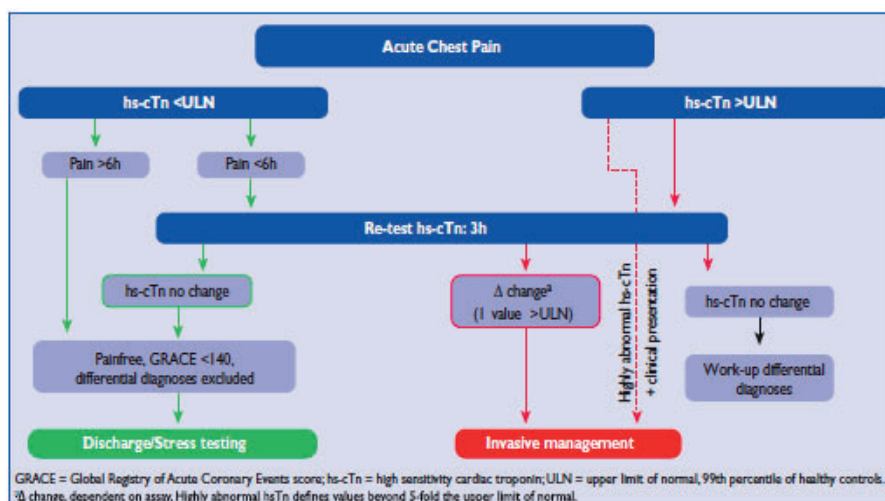 Acute Chest Pain
hs-cTn <ULN
hs-cTn >ULN
Pain >6h
Pain <6h
Re-test hs-cTn: 3h
hs-cTn no change
Δ changeᵃ
(1 value >ULN)
Highly abnormal hs-cTn
+ clinical presentation
hs-cTn no change
Painfree, GRACE <140,
differential diagnoses excluded
Work-up differential
diagnoses
Discharge/Stress testing
Invasive management
GRACE = Global Registry of Acute Coronary Events score; hs-cTn = high sensitivity cardiac troponin; ULN = upper limit of normal, 99th percentile of healthy controls.
ᵃΔ change, dependent on assay. Highly abnormal hsTn defines values beyond 5-fold the upper limit of normal.